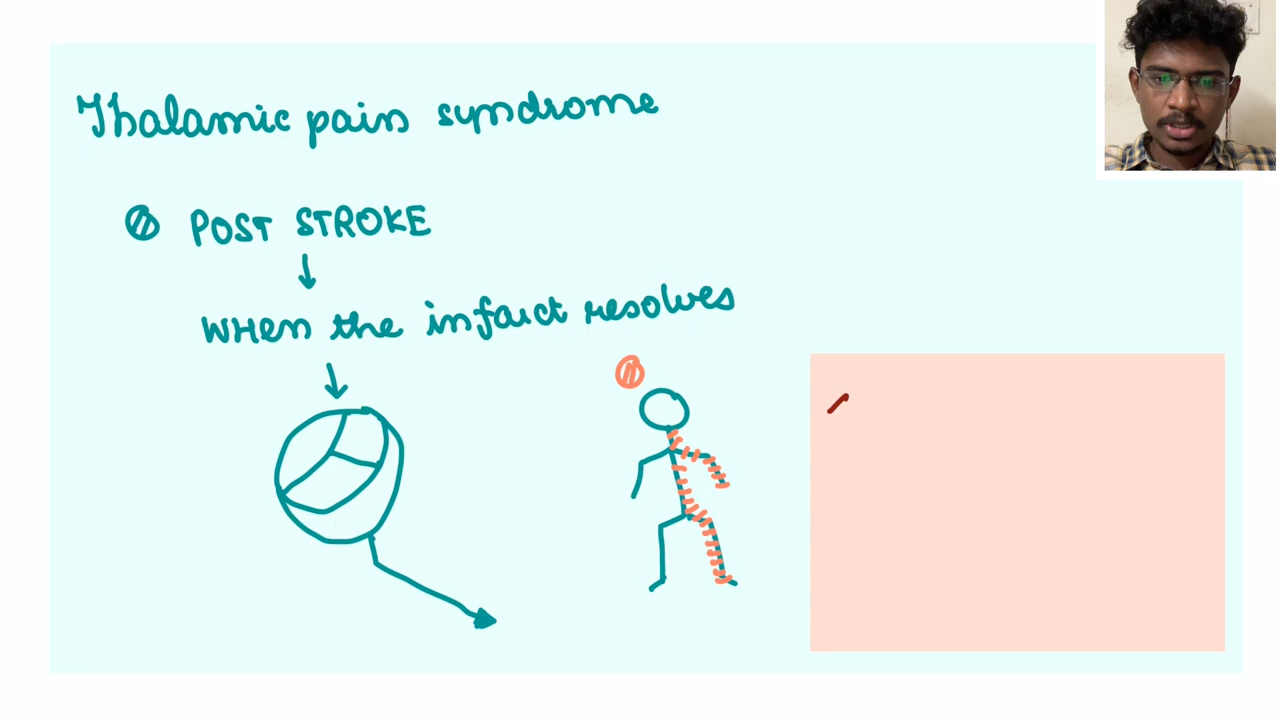 Thalamic pain syndrome
POST STROKE
WHen the infarct resolves